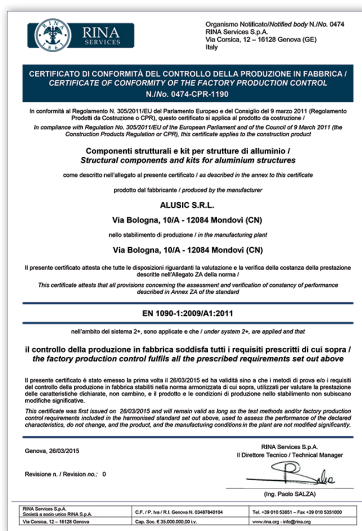 RINA
SERVICES
Organismo Notificato/Notified body N./No. 0474
RINA Services S.p.A.
Via Corsica, 12 – 16128 Genova (GE)
Italy
CERTIFICATO DI CONFORMITÀ DEL CONTROLLO DELLA PRODUZIONE IN FABBRICA /
CERTIFICATE OF CONFORMITY OF THE FACTORY PRODUCTION CONTROL
N./No. 0474-CPR-1190
In conformità al Regolamento N. 305/2011/EU del Parlamento Europeo e del Consiglio del 9 marzo 2011 (Regolamento
Prodotti da Costruzione o CPR), questo certificato si applica al prodotto da costruzione /
In compliance with Regulation No. 305/2011/EU of the European Parliament and of the Council of 9 March 2011 (the
Construction Products Regulation or CPR), this certificate applies to the construction product
Componenti strutturali e kit per strutture di alluminio /
Structural components and kits for aluminium structures
come descritto nell'allegato al presente certificato / as described in the annex to this certificate
prodotto dal fabbricante / produced by the manufacturer
ALUSIC S.R.L.
Via Bologna, 10/A - 12084 Mondovì (CN)
nello stabilimento di produzione / in the manufacturing plant
Via Bologna, 10/A - 12084 Mondovì (CN)
Il presente certificato attesta che tutte le disposizioni riguardanti la valutazione e la verifica della costanza della prestazione
descritte nell'Allegato ZA della norma /
This certificate attests that all provisions concerning the assessment and verification of constancy of performance
described in Annex ZA of the standard
EN 1090-1:2009/A1:2011
nell'ambito del sistema 2+, sono applicate e che / under system 2+, are applied and that
il controllo della produzione in fabbrica soddisfa tutti i requisiti prescritti di cui sopra /
the factory production control fulfils all the prescribed requirements set out above
Il presente certificato è stato emesso la prima volta il 26/03/2015 ed ha validità sino a che i metodi di prova e/o i requisiti
del controllo della produzione in fabbrica stabiliti nella norma armonizzata di cui sopra, utilizzati per valutare la prestazione
delle caratteristiche dichiarate, non cambino, e il prodotto e le condizioni di produzione nello stabilimento non subiscano
modifiche significative.
This certificate was first issued on 26/03/2015 and will remain valid as long as the test methods and/or factory production
control requirements included in the harmonised standard set out above, used to assess the performance of the declared
characteristics, do not change, and the product, and the manufacturing conditions in the plant are not modified significantly.
Genova, 26/03/2015
RINA Services S.p.A.
Il Direttore Tecnico / Technical Manager
Revisione n. / Revision no.: 0
(Ing. Paolo SALZA)
RINA Services S.p.A.
Società a socio unico RINA S.p.A.
C.F. / P. Iva / R.I. Genova N. 03487840104
Tel. +39 010 53851 – Fax +39 010 5351000
Via Corsica, 12 – 16128 Genova
Cap. Soc. € 35.000.000,00 i.v.
www.rina.org - info@rina.org